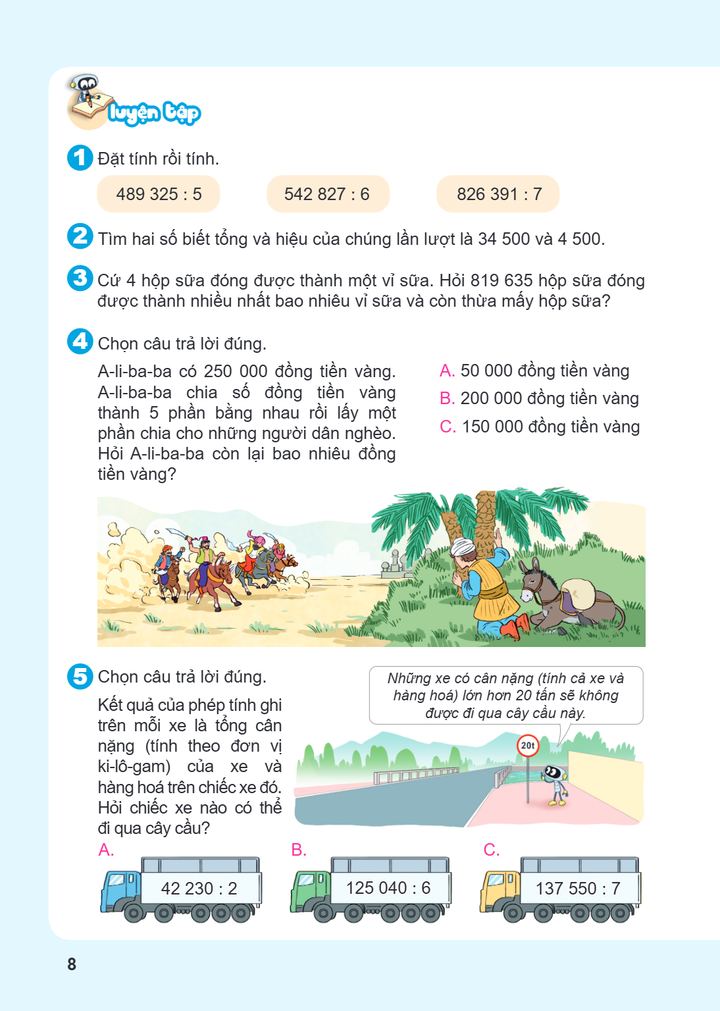 luyện tập
1 Đặt tính rồi tính.
489 325 : 5
542 827 : 6
826 391 : 7
2 Tìm hai số biết tổng và hiệu của chúng lần lượt là 34 500 và 4 500.
3 Cứ 4 hộp sữa đóng được thành một vỉ sữa. Hỏi 819 635 hộp sữa đóng
được thành nhiều nhất bao nhiêu vỉ sữa và còn thừa mấy hộp sữa?
4 Chọn câu trả lời đúng.
A-li-ba-ba có 250 000 đồng tiền vàng.
A-li-ba-ba chia số đồng tiền vàng
thành 5 phần bằng nhau rồi lấy một
phần chia cho những người dân nghèo.
Hỏi A-li-ba-ba còn lại bao nhiêu đồng
tiền vàng?
A. 50 000 đồng tiền vàng
B. 200 000 đồng tiền vàng
C. 150 000 đồng tiền vàng
5 Chọn câu trả lời đúng.
Kết quả của phép tính ghi
trên mỗi xe là tổng cân
nặng (tính theo đơn vị
ki-lô-gam) của xe và
hàng hoá trên chiếc xe đó.
Hỏi chiếc xe nào có thể
đi qua cây cầu?
Những xe có cân nặng (tính cả xe và
hàng hoá) lớn hơn 20 tấn sẽ không
được đi qua cây cầu này.
20t
A.
42 230 : 2
B.
125 040 : 6
C.
137 550 : 7
8